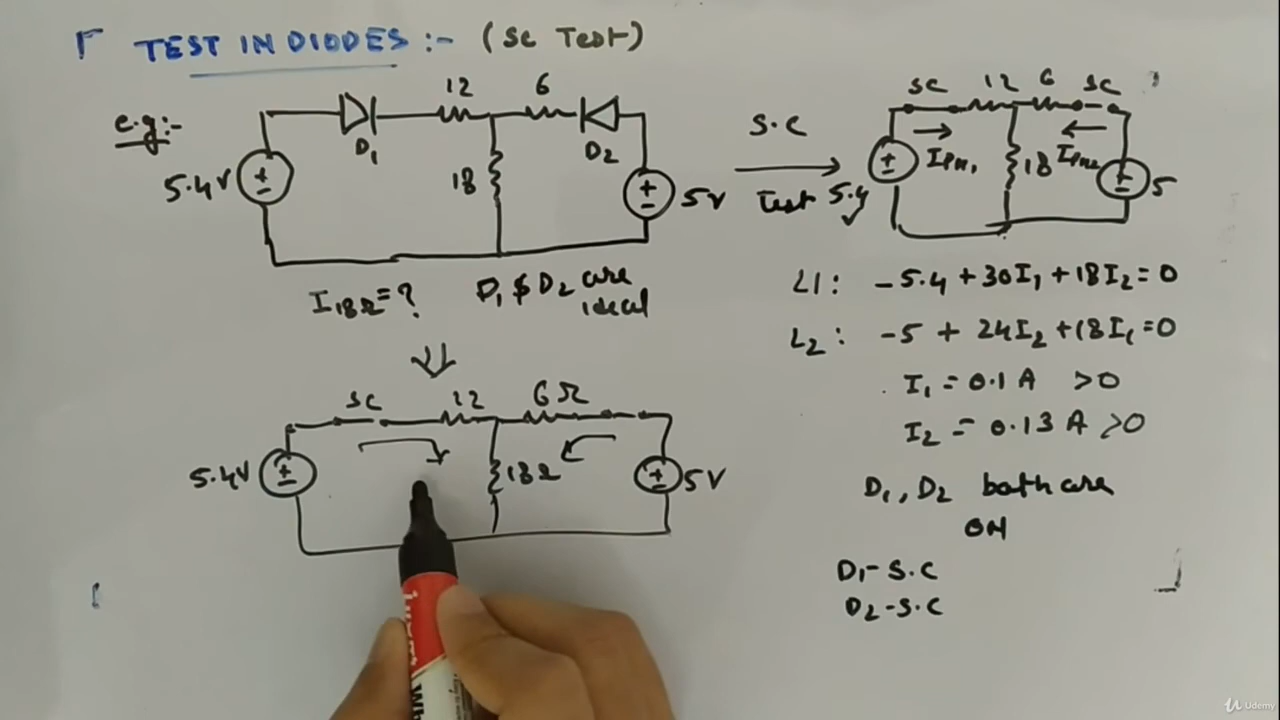 TEST IN DIODES :- (SC Test)
e.g:-
12
6
D1
D2
5.4V
18
5V
I18Ω = ?
D1 & D2 are
ideal
S.C
Test
SC
12
6
SC
IPN1
IPN2
18
5.4
5
L1: -5.4 + 30I1 + 18I2 = 0
L2: -5 + 24I2 + 18I1 = 0
I1 = 0.1 A >0
I2 = 0.13 A >0
D1, D2 both are
ON
D1 - S.C
D2 - S.C
SC
12
6Ω
5.4V
18Ω
5V
Udemy